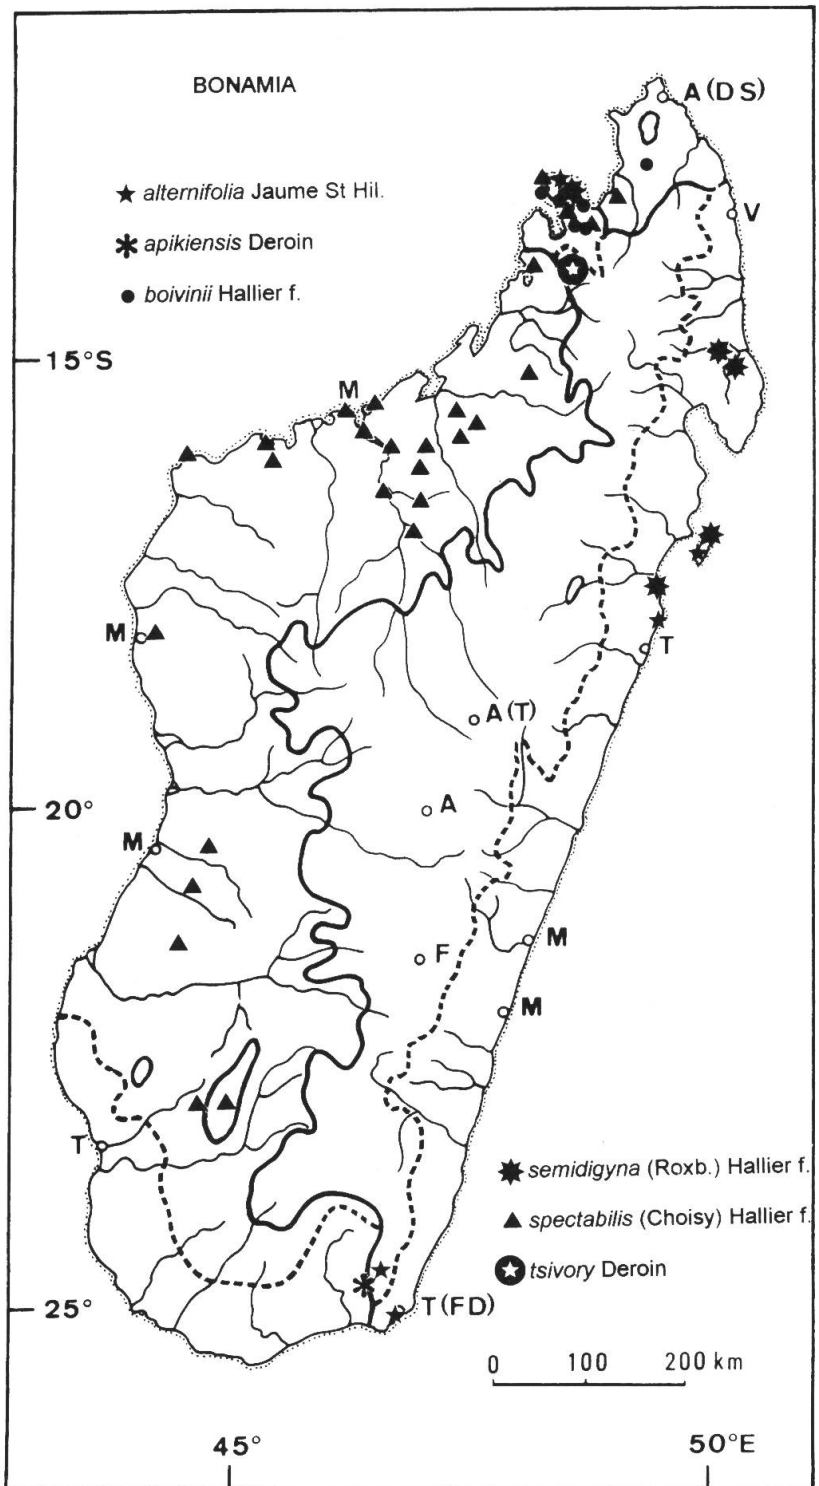 BONAMIA
A (DS)
alternifolia Jaume St Hil.
apikiensis Deroin
V
boivinii Hallier f.
15°S
M
M
T
A (T)
20°
A
M
M
F
M
T
semidigyna (Roxb.) Hallier f.
spectabilis (Choisy) Hallier f.
tsivory Deroin
25°
T (FD)
0 100 200 km
45° 50°E